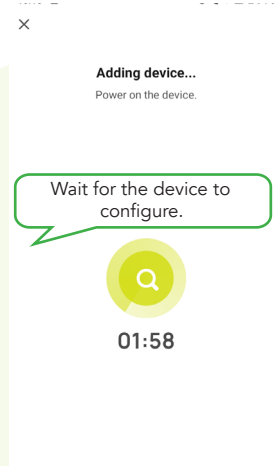 Adding device...
Power on the device.
Wait for the device to
configure.
01:58